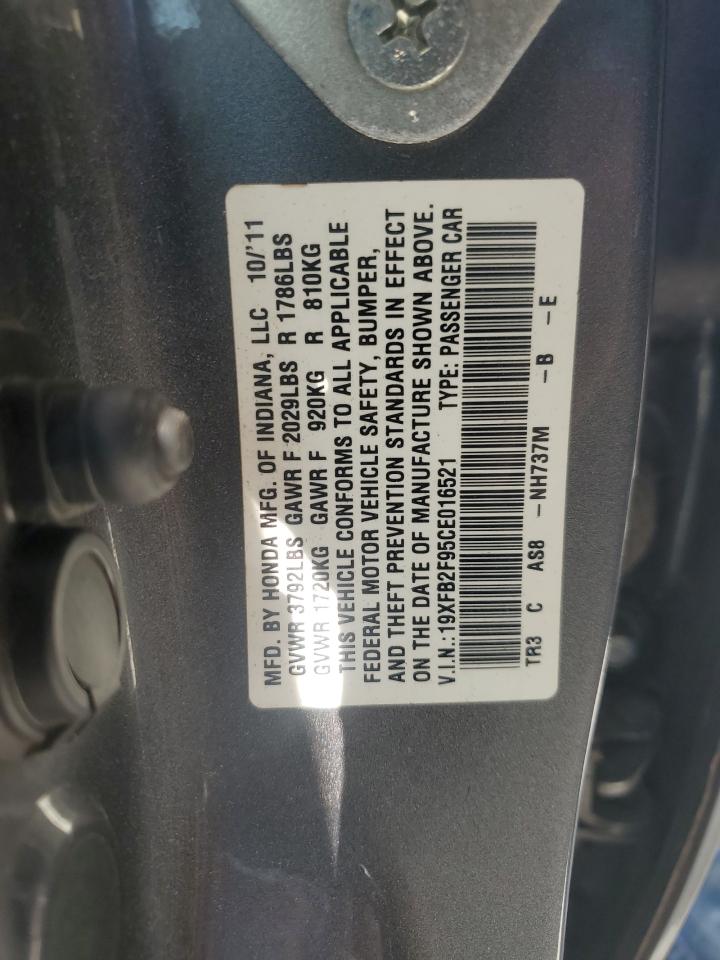 MFD. BY HONDA MFG. OF INDIANA, LLC 10/'11
GVWR 3792LBS GAWR F 2029LBS R 1786LBS
GVWR 1720KG GAWR F 920KG R 810KG
THIS VEHICLE CONFORMS TO ALL APPLICABLE
FEDERAL MOTOR VEHICLE SAFETY, BUMPER,
AND THEFT PREVENTION STANDARDS IN EFFECT
ON THE DATE OF MANUFACTURE SHOWN ABOVE.
V.I.N.:19XFB2F95CE016521 TYPE: PASSENGER CAR
TR3 C AS8 -NH737M -B -E